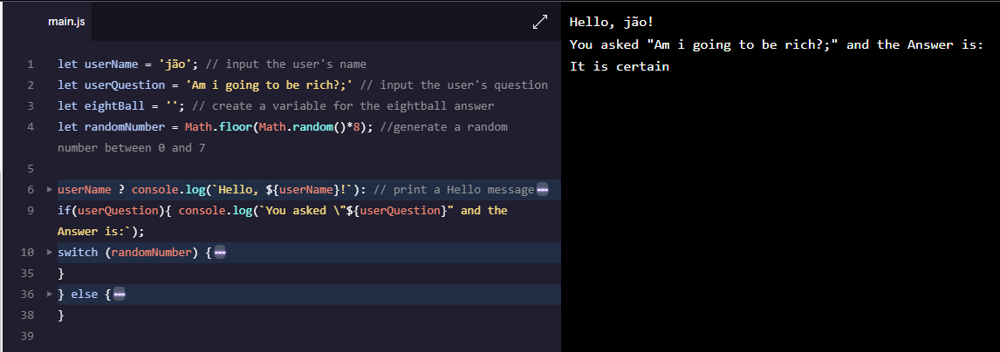 main.js
1 let userName = 'jão'; // input the user's name
2 let userQuestion = 'Am i going to be rich?;' // input the user's question
3 let eightBall = ''; // create a variable for the eightball answer
4 let randomNumber = Math.floor(Math.random()*8); //generate a random
number between 0 and 7
5
6 userName ? console.log(`Hello, ${userName}!`): // print a Hello message
9 if(userQuestion){ console.log(`You asked \"${userQuestion}" and the
Answer is:`);
10 switch (randomNumber) {
35 }
36 } else {
38 }
39
Hello, jão!
You asked "Am i going to be rich?;" and the Answer is:
It is certain